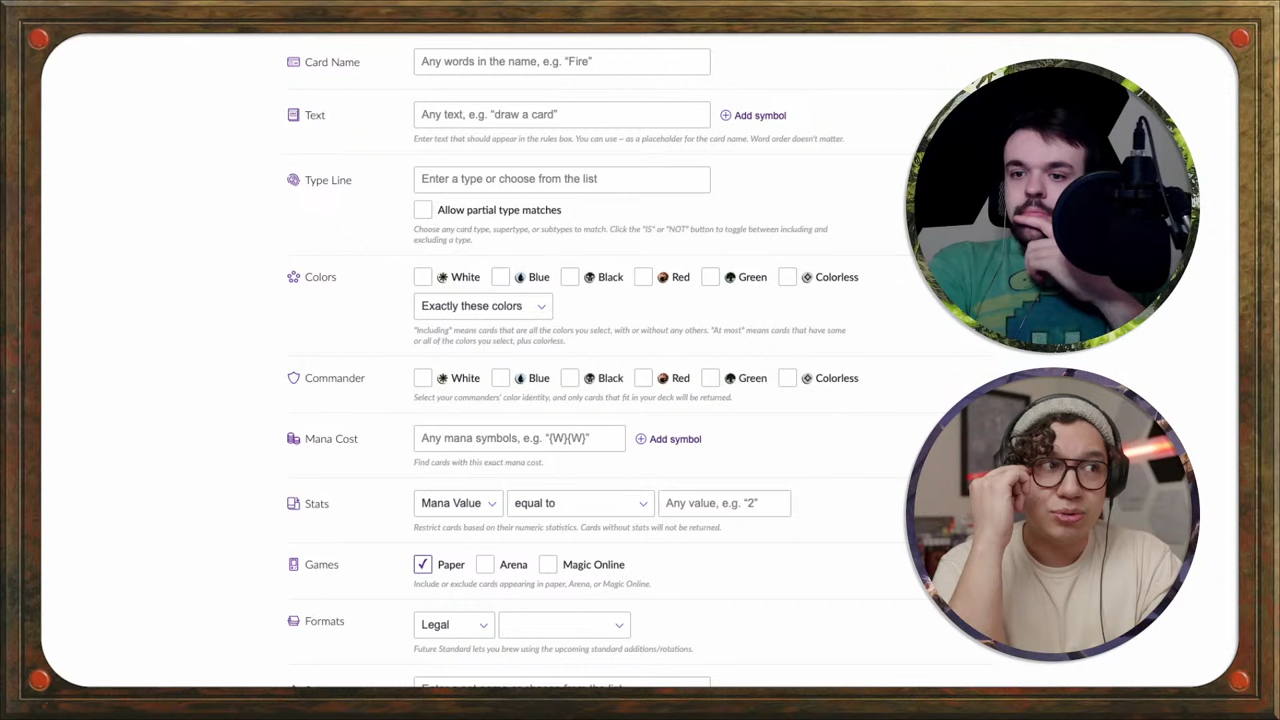 Card Name
Any words in the name, e.g. “Fire”
Text
Any text, e.g. “draw a card”
Add symbol
Enter text that should appear in the rules box. You can use ~ as a placeholder for the card name. Word order doesn't matter.
Type Line
Enter a type or choose from the list
Allow partial type matches
Choose any card type, supertype, or subtypes to match. Click the "IS" or "NOT" button to toggle between including and
excluding a type.
Colors
White Blue Black Red Green Colorless
Exactly these colors
"Including" means cards that are all the colors you select, with or without any others. "At most" means cards that have some
or all of the colors you select, plus colorless.
Commander
White Blue Black Red Green Colorless
Select your commanders' color identity, and only cards that fit in your deck will be returned.
Mana Cost
Any mana symbols, e.g. “{W}{W}”
Add symbol
Find cards with this exact mana cost.
Stats
Mana Value equal to Any value, e.g. “2”
Restrict cards based on their numeric statistics. Cards without stats will not be returned.
Games
Paper Arena Magic Online
Include or exclude cards appearing in paper, Arena, or Magic Online.
Formats
Legal
Future Standard lets you brew using the upcoming standard additions/rotations.